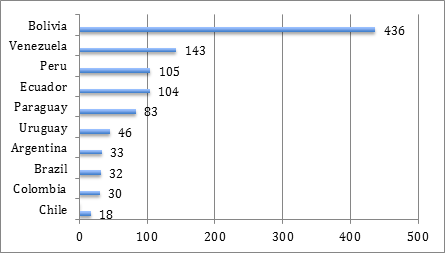 Bolivia 436
Venezuela 143
Peru 105
Ecuador 104
Paraguay 83
Uruguay 46
Argentina 33
Brazil 32
Colombia 30
Chile 18
0 100 200 300 400 500